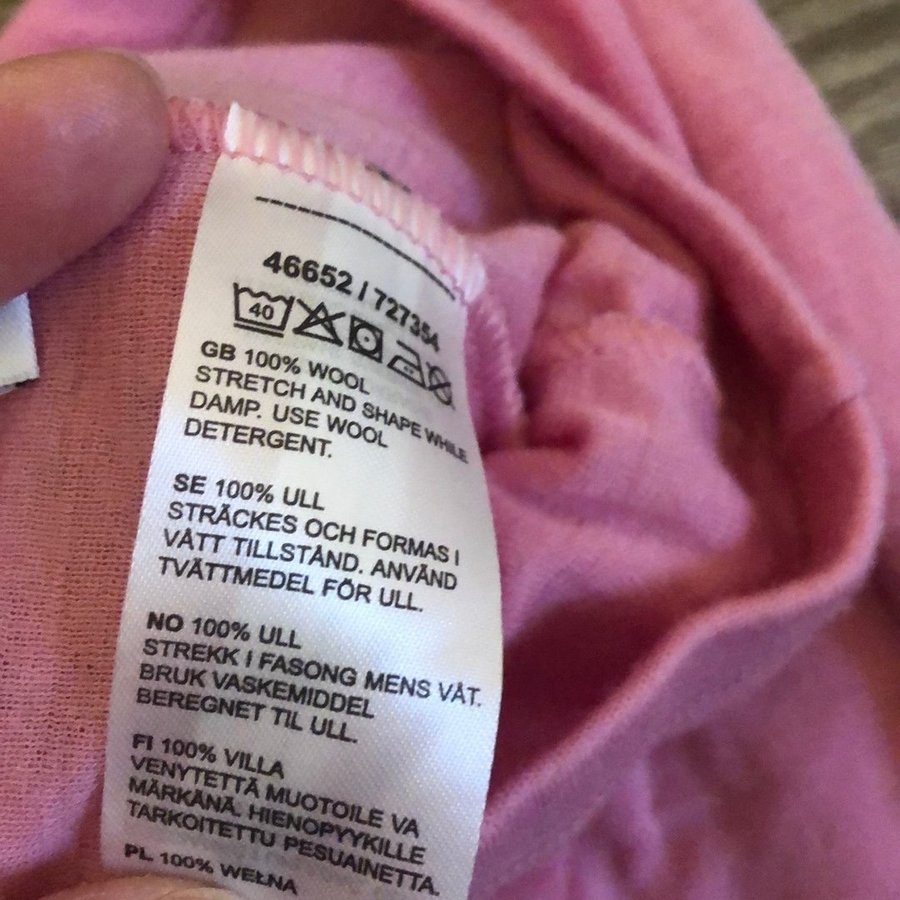 46652 / 727354
40
GB 100% WOOL
STRETCH AND SHAPE WHILE
DAMP. USE WOOL
DETERGENT.
SE 100% ULL
STRÄCKES OCH FORMAS I
VÅTT TILLSTÅND. ANVÄND
TVÄTTMEDEL FÖR ULL.
NO 100% ULL
STREKK I FASONG MENS VÅT.
BRUK VASKEMIDDEL
BEREGNET TIL ULL.
FI 100% VILLA
VENYTETTÄ MUOTOILE VA
MÄRKÄNÄ. HIENOPYYKILLE
TARKOITETTU PESUAINETTA.
PL 100% WEŁNA